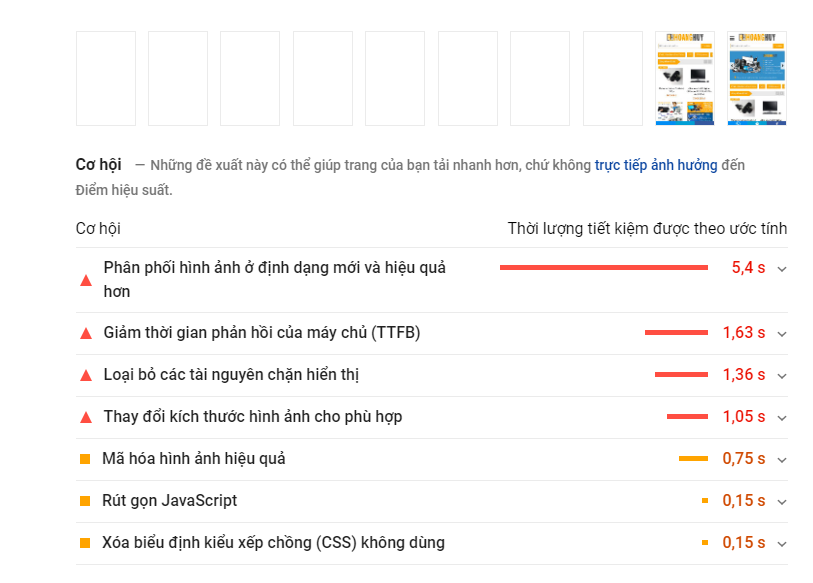 HOANGHUY
HOANGHUY
Cơ hội — Những đề xuất này có thể giúp trang của bạn tải nhanh hơn, chứ không trực tiếp ảnh hưởng đến
Điểm hiệu suất.
Cơ hội Thời lượng tiết kiệm được theo ước tính
Phân phối hình ảnh ở định dạng mới và hiệu quả
hơn
5,4 s
Giảm thời gian phản hồi của máy chủ (TTFB) 1,63 s
Loại bỏ các tài nguyên chặn hiển thị 1,36 s
Thay đổi kích thước hình ảnh cho phù hợp 1,05 s
Mã hóa hình ảnh hiệu quả 0,75 s
Rút gọn JavaScript 0,15 s
Xóa biểu định kiểu xếp chồng (CSS) không dùng 0,15 s